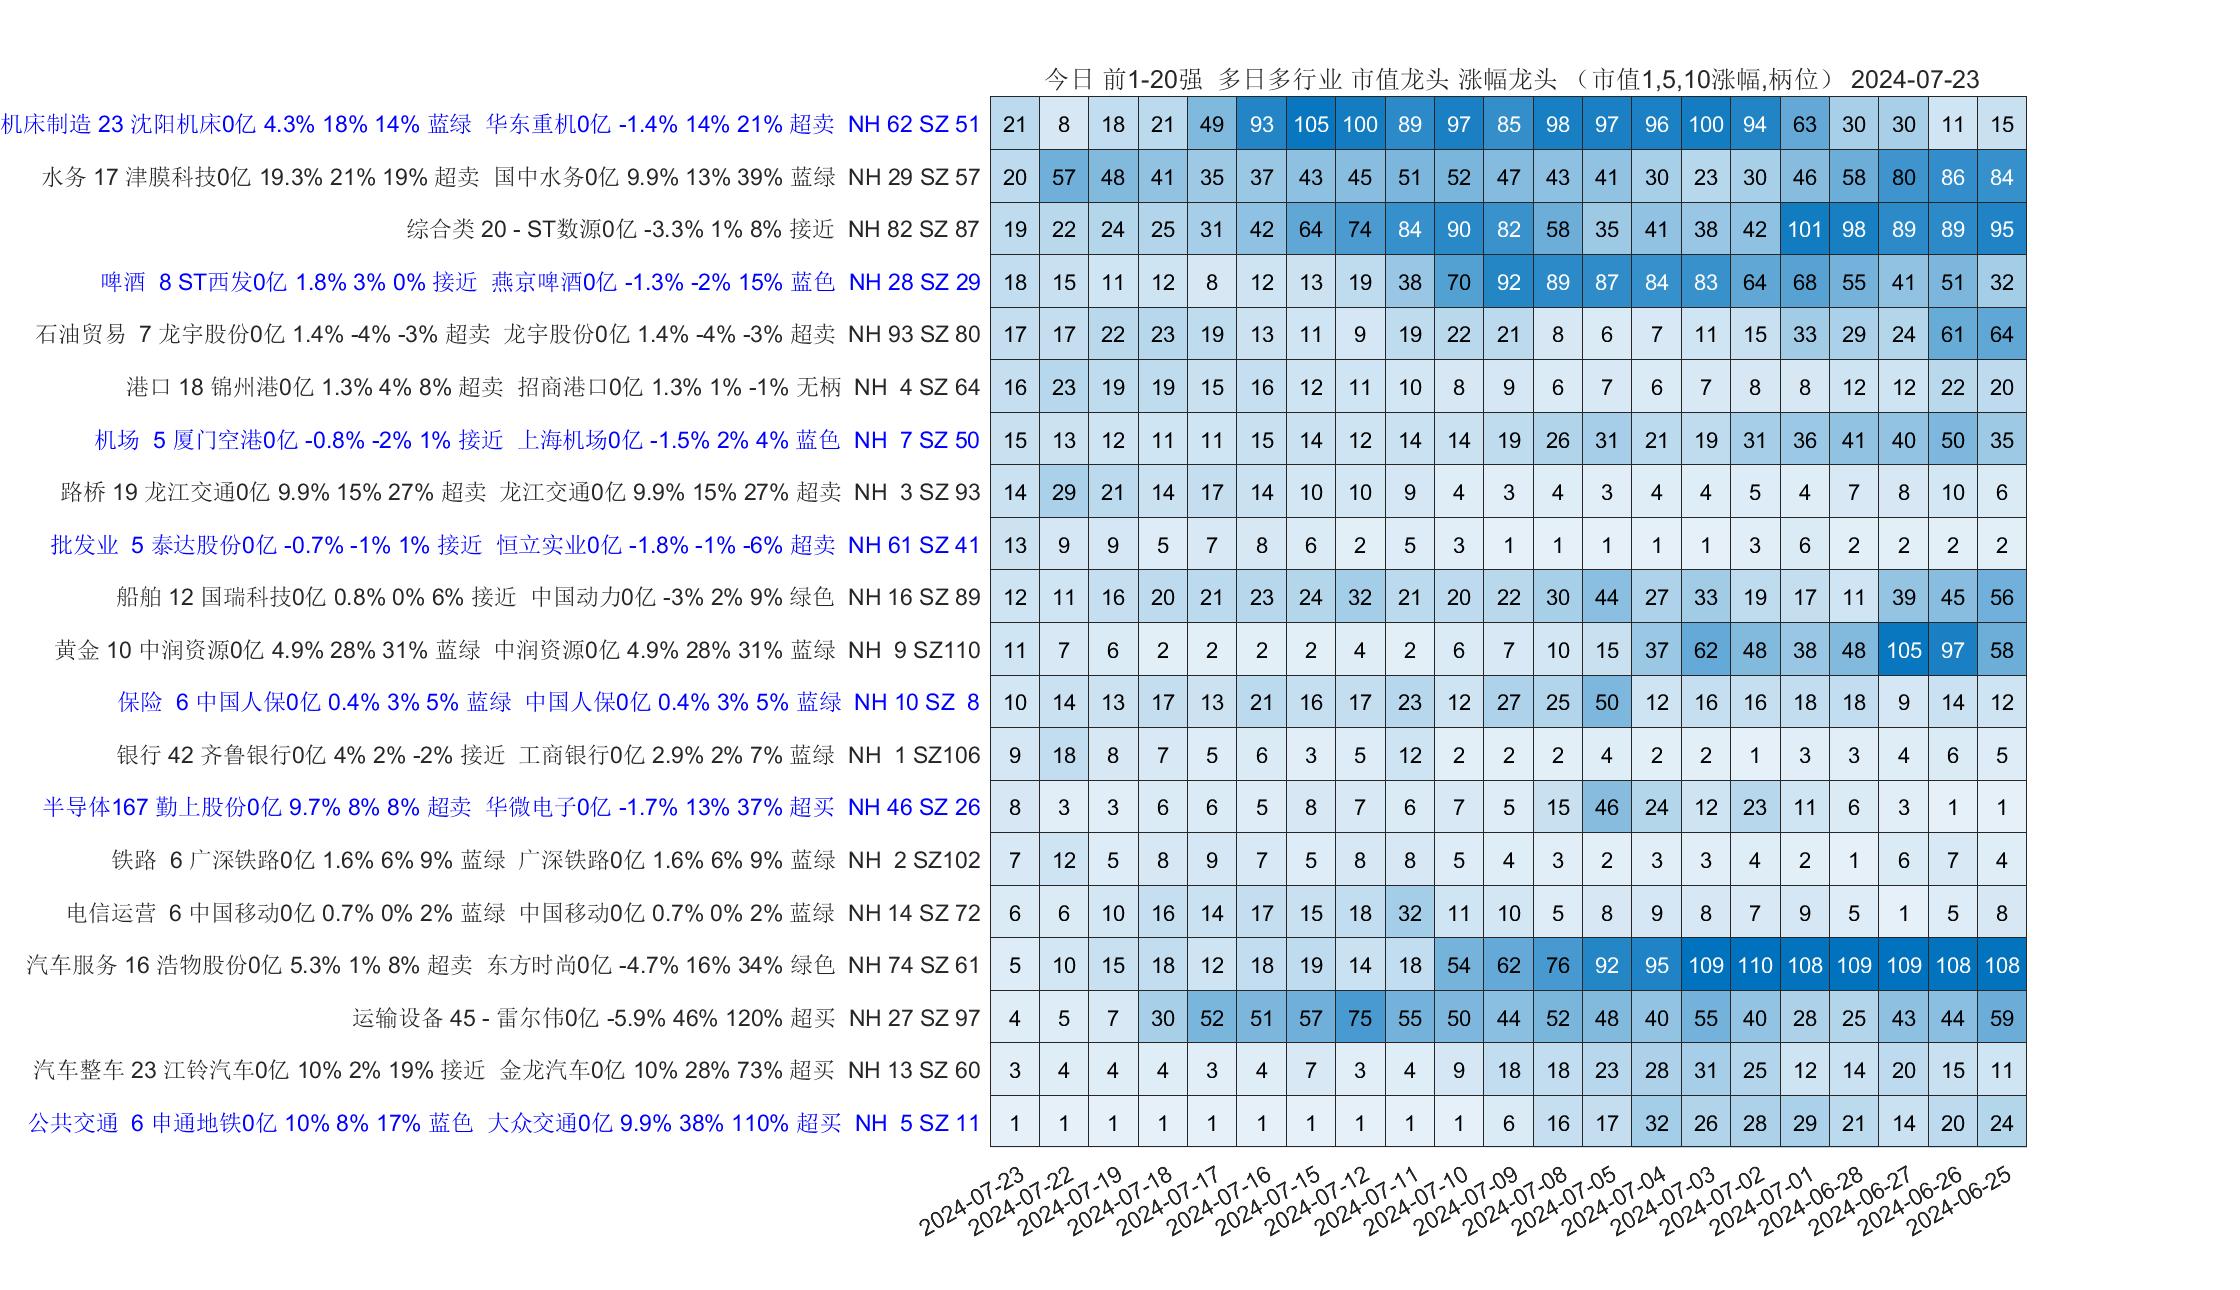 今日 前1-20强 多日多行业 市值龙头 涨幅龙头 （市值1,5,10涨幅,柄位） 2024-07-23
机床制造 23 沈阳机床0亿 4.3% 18% 14% 蓝绿 华东重机0亿 -1.4% 14% 21% 超卖 NH 62 SZ 51 21 8 18 21 49 93 105 100 89 97 85 98 97 96 100 94 63 30 30 11 15
水务 17 津膜科技0亿 19.3% 21% 19% 超卖 国中水务0亿 9.9% 13% 39% 蓝绿 NH 29 SZ 57 20 57 48 41 35 37 43 45 51 52 47 43 41 30 23 30 46 58 80 86 84
综合类 20 - ST数源0亿 -3.3% 1% 8% 接近 NH 82 SZ 87 19 22 24 25 31 42 64 74 84 90 82 58 35 41 38 42 101 98 89 89 95
啤酒 8 ST西发0亿 1.8% 3% 0% 接近 燕京啤酒0亿 -1.3% -2% 15% 蓝色 NH 28 SZ 29 18 15 11 12 8 12 13 19 38 70 92 89 87 84 83 64 68 55 41 51 32
石油贸易 7 龙宇股份0亿 1.4% -4% -3% 超卖 龙宇股份0亿 1.4% -4% -3% 超卖 NH 93 SZ 80 17 17 22 23 19 13 11 9 19 22 21 8 6 7 11 15 33 29 24 61 64
港口 18 锦州港0亿 1.3% 4% 8% 超卖 招商港口0亿 1.3% 1% -1% 无柄 NH 4 SZ 64 16 23 19 19 15 16 12 11 10 8 9 6 7 6 7 8 8 12 12 22 20
机场 5 厦门空港0亿 -0.8% -2% 1% 接近 上海机场0亿 -1.5% 2% 4% 蓝色 NH 7 SZ 50 15 13 12 11 11 15 14 12 14 14 19 26 31 21 19 31 36 41 40 50 35
路桥 19 龙江交通0亿 9.9% 15% 27% 超卖 龙江交通0亿 9.9% 15% 27% 超卖 NH 3 SZ 93 14 29 21 14 17 14 10 10 9 4 3 4 3 4 4 5 4 7 8 10 6
批发业 5 泰达股份0亿 -0.7% -1% 1% 接近 恒立实业0亿 -1.8% -1% -6% 超卖 NH 61 SZ 41 13 9 9 5 7 8 6 2 5 3 1 1 1 1 1 3 6 2 2 2 2
船舶 12 国瑞科技0亿 0.8% 0% 6% 接近 中国动力0亿 -3% 2% 9% 绿色 NH 16 SZ 89 12 11 16 20 21 23 24 32 21 20 22 30 44 27 33 19 17 11 39 45 56
黄金 10 中润资源0亿 4.9% 28% 31% 蓝绿 中润资源0亿 4.9% 28% 31% 蓝绿 NH 9 SZ110 11 7 6 2 2 2 2 4 2 6 7 10 15 37 62 48 38 48 105 97 58
保险 6 中国人保0亿 0.4% 3% 5% 蓝绿 中国人保0亿 0.4% 3% 5% 蓝绿 NH 10 SZ 8 10 14 13 17 13 21 16 17 23 12 27 25 50 12 16 16 18 18 9 14 12
银行 42 齐鲁银行0亿 4% 2% -2% 接近 工商银行0亿 2.9% 2% 7% 蓝绿 NH 1 SZ106 9 18 8 7 5 6 3 5 12 2 2 2 4 2 2 1 3 3 4 6 5
半导体167 勤上股份0亿 9.7% 8% 8% 超卖 华微电子0亿 -1.7% 13% 37% 超买 NH 46 SZ 26 8 3 3 6 6 5 8 7 6 7 5 15 46 24 12 23 11 6 3 1 1
铁路 6 广深铁路0亿 1.6% 6% 9% 蓝绿 广深铁路0亿 1.6% 6% 9% 蓝绿 NH 2 SZ102 7 12 5 8 9 7 5 8 8 5 4 3 2 3 3 4 2 1 6 7 4
电信运营 6 中国移动0亿 0.7% 0% 2% 蓝绿 中国移动0亿 0.7% 0% 2% 蓝绿 NH 14 SZ 72 6 6 10 16 14 17 15 18 32 11 10 5 8 9 8 7 9 5 1 5 8
汽车服务 16 浩物股份0亿 5.3% 1% 8% 超卖 东方时尚0亿 -4.7% 16% 34% 绿色 NH 74 SZ 61 5 10 15 18 12 18 19 14 18 54 62 76 92 95 109 110 108 109 109 108 108
运输设备 45 - 雷尔伟0亿 -5.9% 46% 120% 超买 NH 27 SZ 97 4 5 7 30 52 51 57 75 55 50 44 52 48 40 55 40 28 25 43 44 59
汽车整车 23 江铃汽车0亿 10% 2% 19% 接近 金龙汽车0亿 10% 28% 73% 超买 NH 13 SZ 60 3 4 4 4 3 4 7 3 4 9 18 18 23 28 31 25 12 14 20 15 11
公共交通 6 申通地铁0亿 10% 8% 17% 蓝色 大众交通0亿 9.9% 38% 110% 超买 NH 5 SZ 11 1 1 1 1 1 1 1 1 1 1 6 16 17 32 26 28 29 21 14 20 24
2024-07-23 2024-07-22 2024-07-19 2024-07-18 2024-07-17 2024-07-16 2024-07-15 2024-07-12 2024-07-11 2024-07-10 2024-07-09 2024-07-08 2024-07-05 2024-07-04 2024-07-03 2024-07-02 2024-07-01 2024-06-28 2024-06-27 2024-06-26 2024-06-25